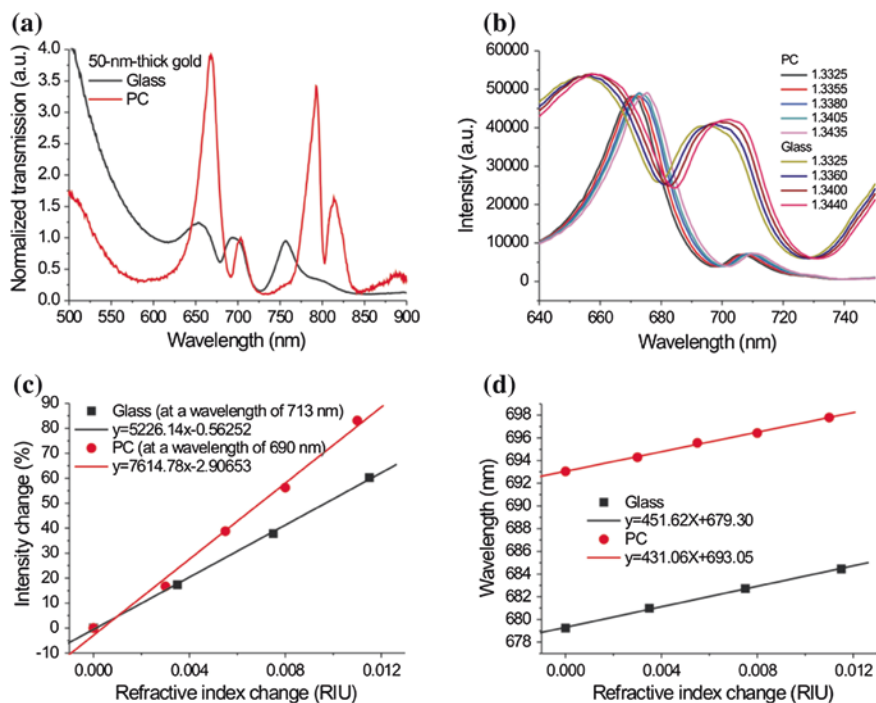 (a)
50-nm-thick gold
Glass
PC
Normalized transmission (a.u.)
4.0
3.5
3.0
2.5
2.0
1.5
1.0
0.5
0.0
500 550 600 650 700 750 800 850 900
Wavelength (nm)
(b)
Intensity (a.u.)
60000
50000
40000
30000
20000
10000
0
PC
1.3325
1.3355
1.3380
1.3405
1.3435
Glass
1.3325
1.3360
1.3400
1.3440
640 660 680 700 720 740
Wavelength (nm)
(c)
Intensity change (%)
90
80
70
60
50
40
30
20
10
0
-10
Glass (at a wavelength of 713 nm)
y=5226.14x-0.56252
PC (at a wavelength of 690 nm)
y=7614.78x-2.90653
0.000 0.004 0.008 0.012
Refractive index change (RIU)
(d)
Wavelength (nm)
698
696
694
692
684
682
680
678
Glass
y=451.62X+679.30
PC
y=431.06X+693.05
0.000 0.004 0.008 0.012
Refractive index change (RIU)